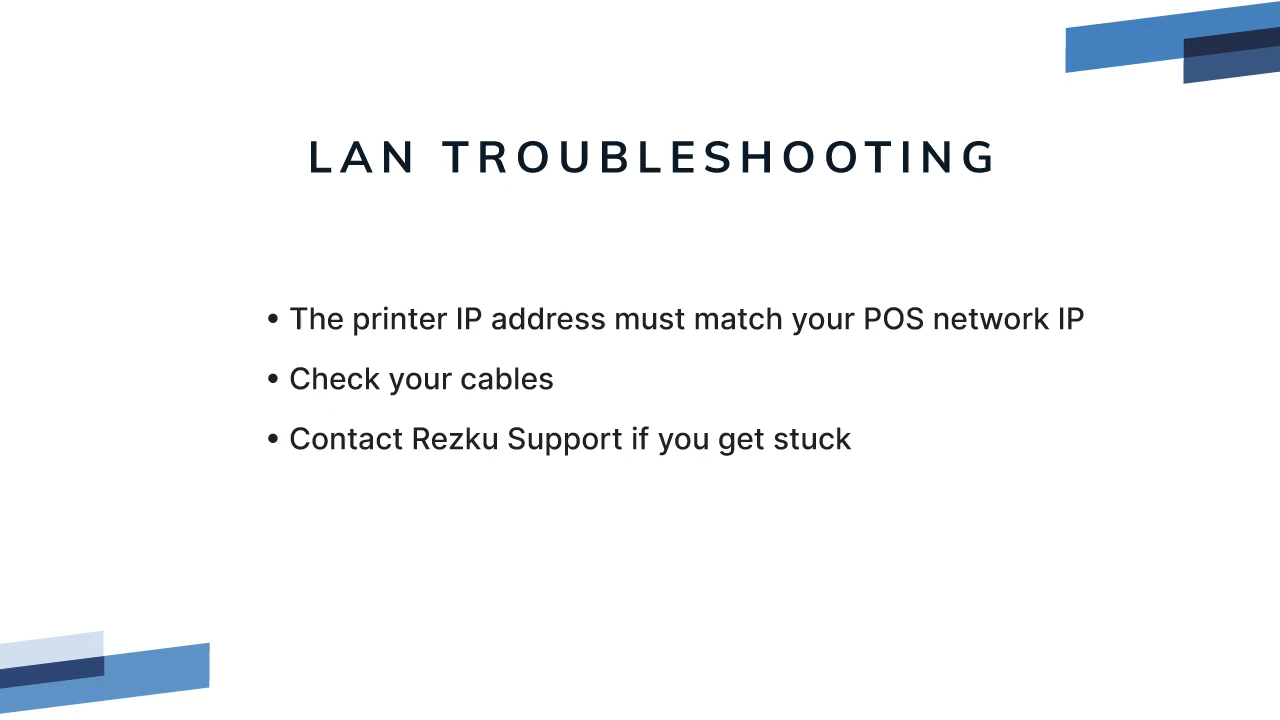 LAN TROUBLESHOOTING
• The printer IP address must match your POS network IP
• Check your cables
• Contact Rezku Support if you get stuck